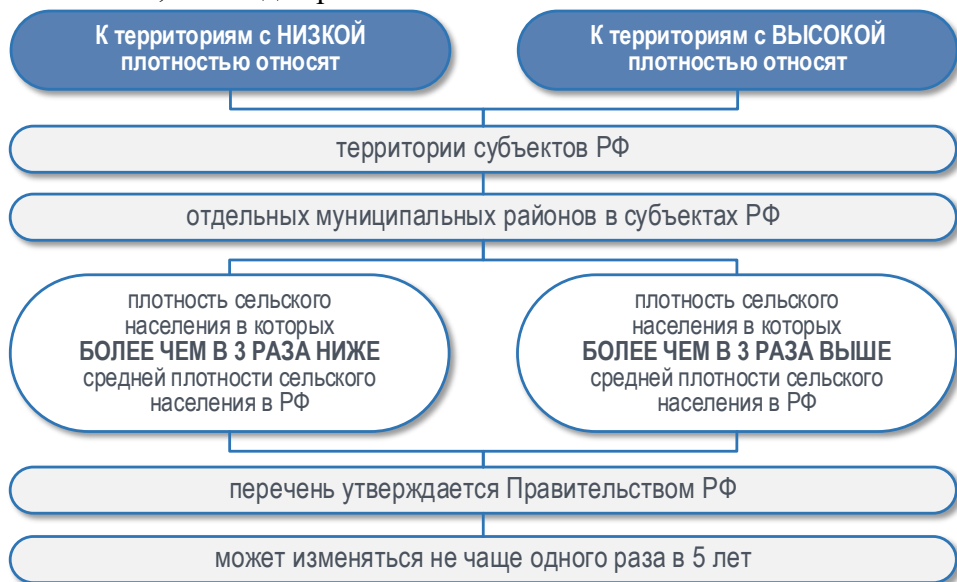 К территориям с НИЗКОЙ
плотностью относят
К территориям с ВЫСОКОЙ
плотностью относят
территории субъектов РФ
отдельных муниципальных районов в субъектах РФ
плотность сельского
населения в которых
БОЛЕЕ ЧЕМ В 3 РАЗА НИЖЕ
средней плотности сельского
населения в РФ
плотность сельского
населения в которых
БОЛЕЕ ЧЕМ В 3 РАЗА ВЫШЕ
средней плотности сельского
населения в РФ
перечень утверждается Правительством РФ
может изменяться не чаще одного раза в 5 лет